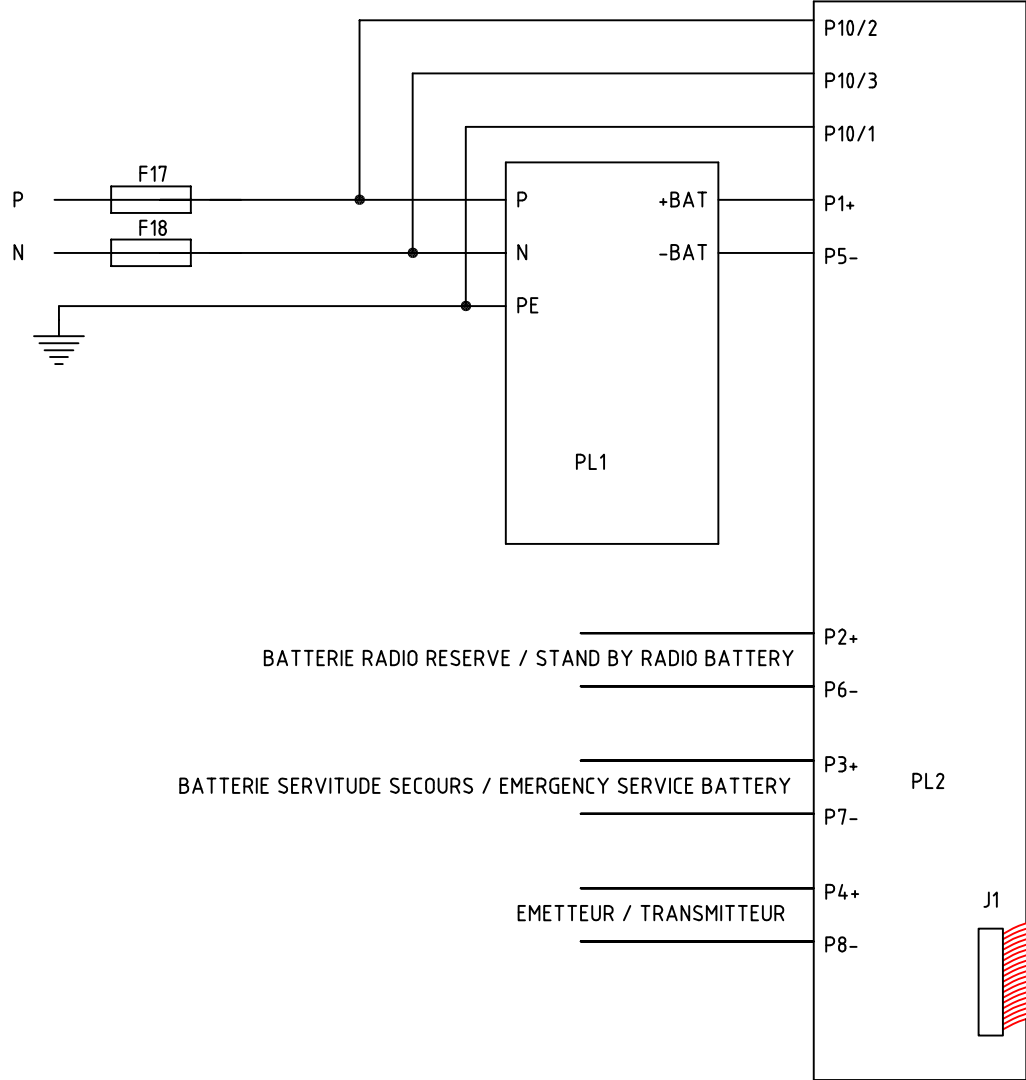 P10/2
P10/3
P10/1
F17
P
P
+BAT
P1+
F18
N
N
-BAT
P5-
PE
PL1
P2+
BATTERIE RADIO RESERVE / STAND BY RADIO BATTERY
P6-
P3+
PL2
BATTERIE SERVITUDE SECOURS / EMERGENCY SERVICE BATTERY
P7-
P4+
J1
EMETTEUR / TRANSMITTEUR
P8-